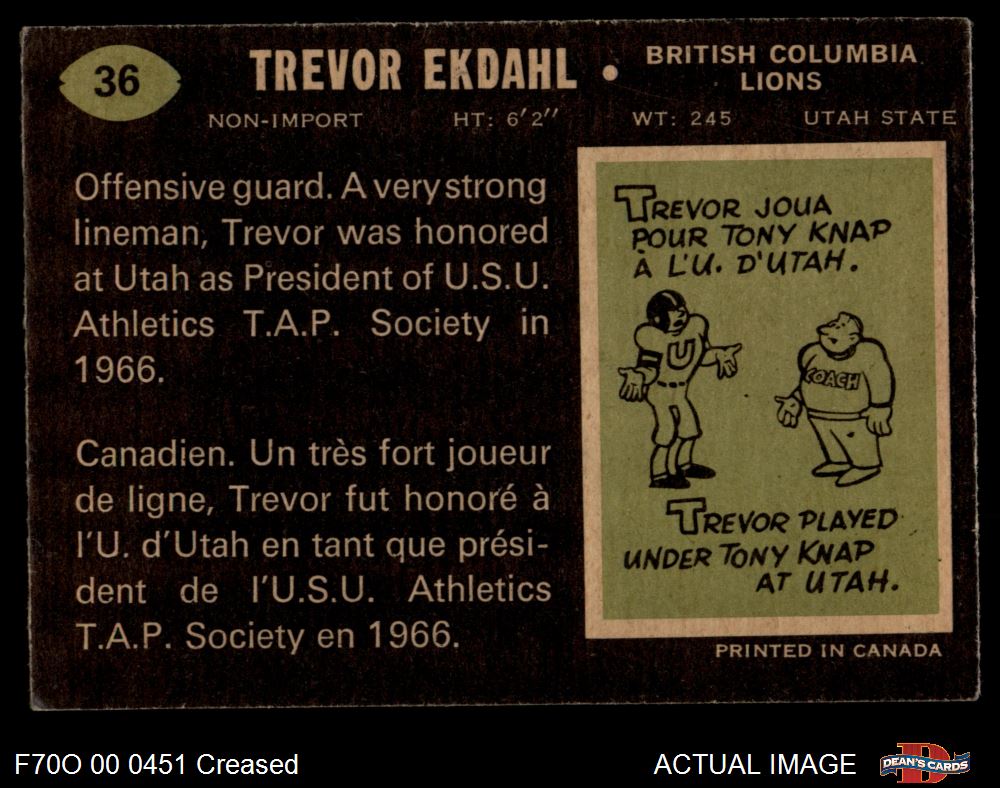 36
TREVOR EKDAHL • BRITISH COLUMBIA LIONS
NON-IMPORT HT: 6'2" WT: 245 UTAH STATE
Offensive guard. A very strong
lineman, Trevor was honored
at Utah as President of U.S.U.
Athletics T.A.P. Society in
1966.
Canadien. Un très fort joueur
de ligne, Trevor fut honoré à
l'U. d'Utah en tant que prési-
dent de l'U.S.U. Athletics
T.A.P. Society en 1966.
TREVOR JOUA
POUR TONY KNAP
À L'U. D'UTAH.
U
COACH
TREVOR PLAYED
UNDER TONY KNAP
AT UTAH.
PRINTED IN CANADA
F70O 00 0451 Creased
ACTUAL IMAGE
DEAN'S CARDS